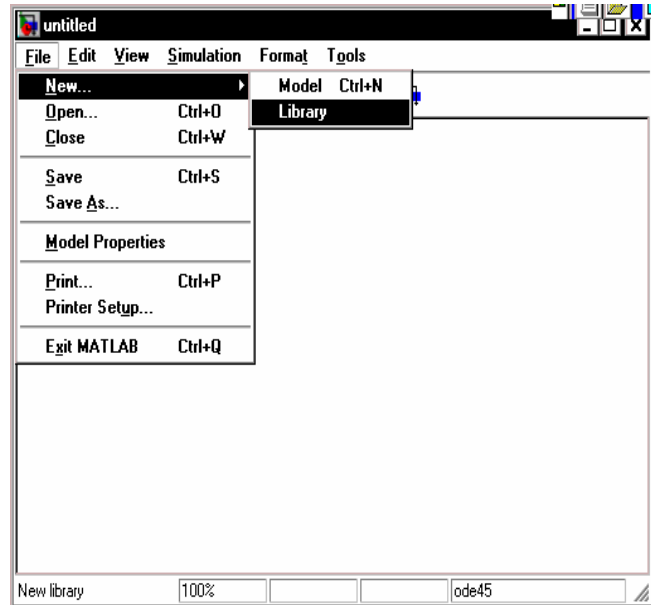 untitled
File Edit View Simulation Format Tools
New...
Model Ctrl+N
Open... Ctrl+O
Library
Close Ctrl+W
Save Ctrl+S
Save As...
Model Properties
Print... Ctrl+P
Printer Setup...
Exit MATLAB Ctrl+Q
New library 100% ode45